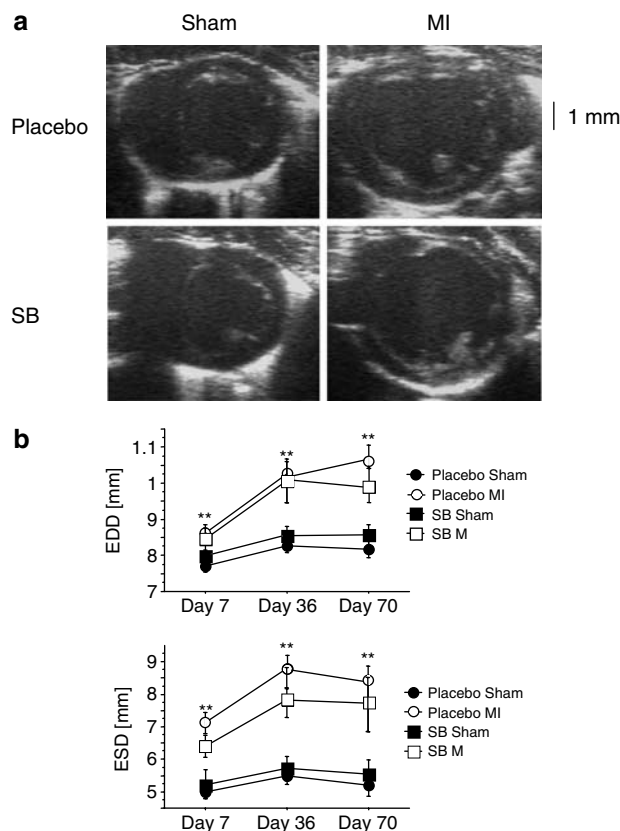 a
Sham MI
Placebo
1 mm
SB
b
**
**
**
1.1
1
9
8
7
EDD [mm]
Day 7 Day 36 Day 70
Placebo Sham
Placebo MI
SB Sham
SB M
**
**
**
9
8
7
6
5
ESD [mm]
Day 7 Day 36 Day 70
Placebo Sham
Placebo MI
SB Sham
SB M